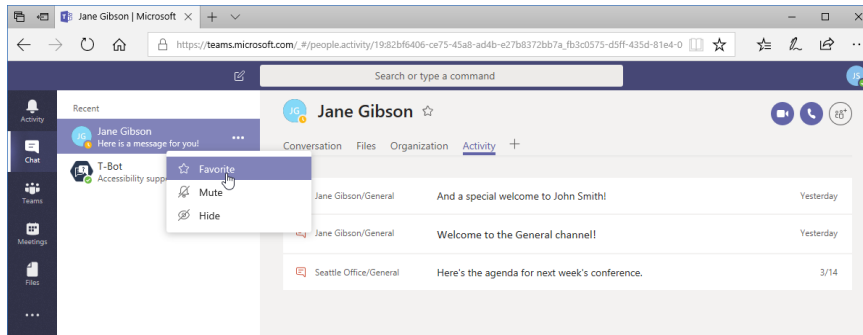 Jane Gibson | Microsoft
https://teams.microsoft.com/_#/people.activity/19:82bf6406-ce75-45a8-ad4b-e27b8372bb7a_fb3c0575-d5ff-435d-81e4-0
Search or type a command
JS
Activity
Chat
Teams
Meetings
Files
Recent
JG
Jane Gibson
Here is a message for you!
T-Bot
Accessibility supp
Favorite
Mute
Hide
JG
Jane Gibson
Conversation Files Organization Activity
Jane Gibson/General And a special welcome to John Smith! Yesterday
Jane Gibson/General Welcome to the General channel! Yesterday
Seattle Office/General Here's the agenda for next week's conference. 3/14